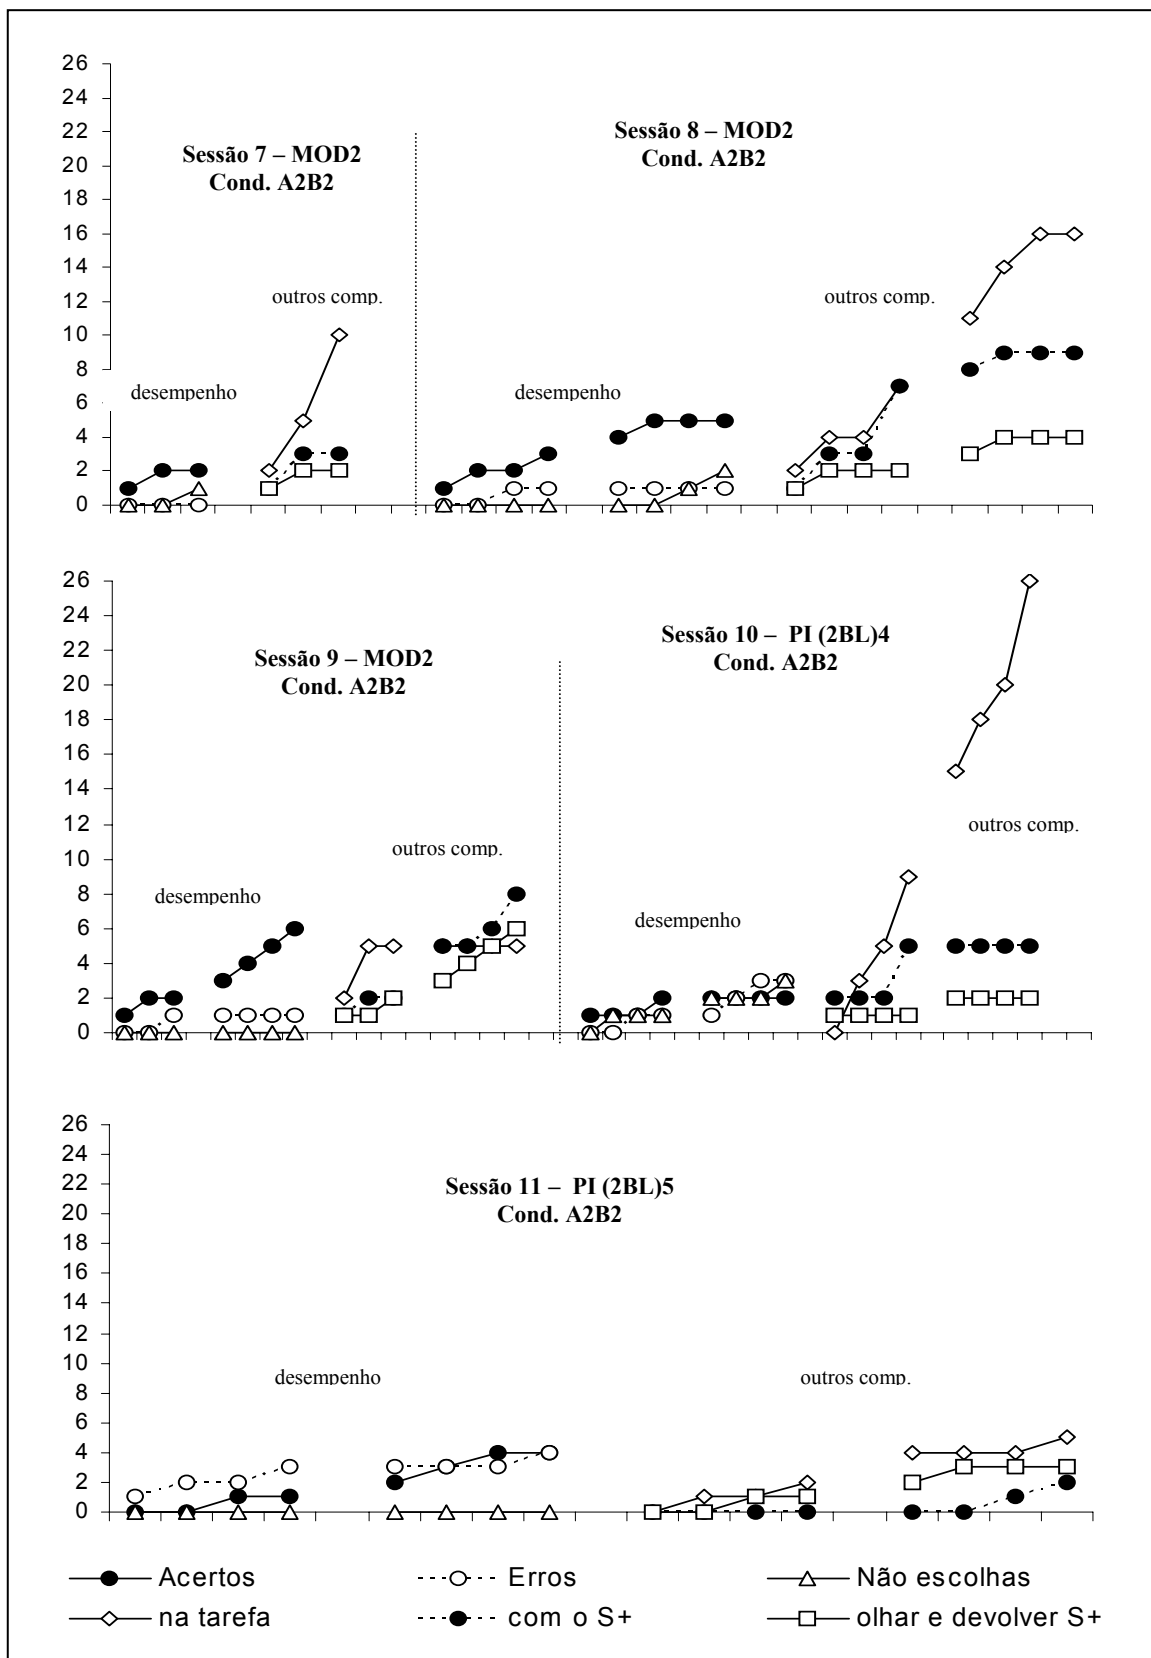 26
24
22
20
18
16
14
12
10
8
6
4
2
0
Sessão 7 – MOD2
Cond. A2B2
Sessão 8 – MOD2
Cond. A2B2
outros comp.
outros comp.
desempenho
desempenho
26
24
22
20
18
16
14
12
10
8
6
4
2
0
Sessão 9 – MOD2
Cond. A2B2
Sessão 10 – PI (2BL)4
Cond. A2B2
outros comp.
outros comp.
desempenho
desempenho
26
24
22
20
18
16
14
12
10
8
6
4
2
0
Sessão 11 – PI (2BL)5
Cond. A2B2
desempenho
outros comp.
Acertos
Erros
Não escolhas
na tarefa
com o S+
olhar e devolver S+